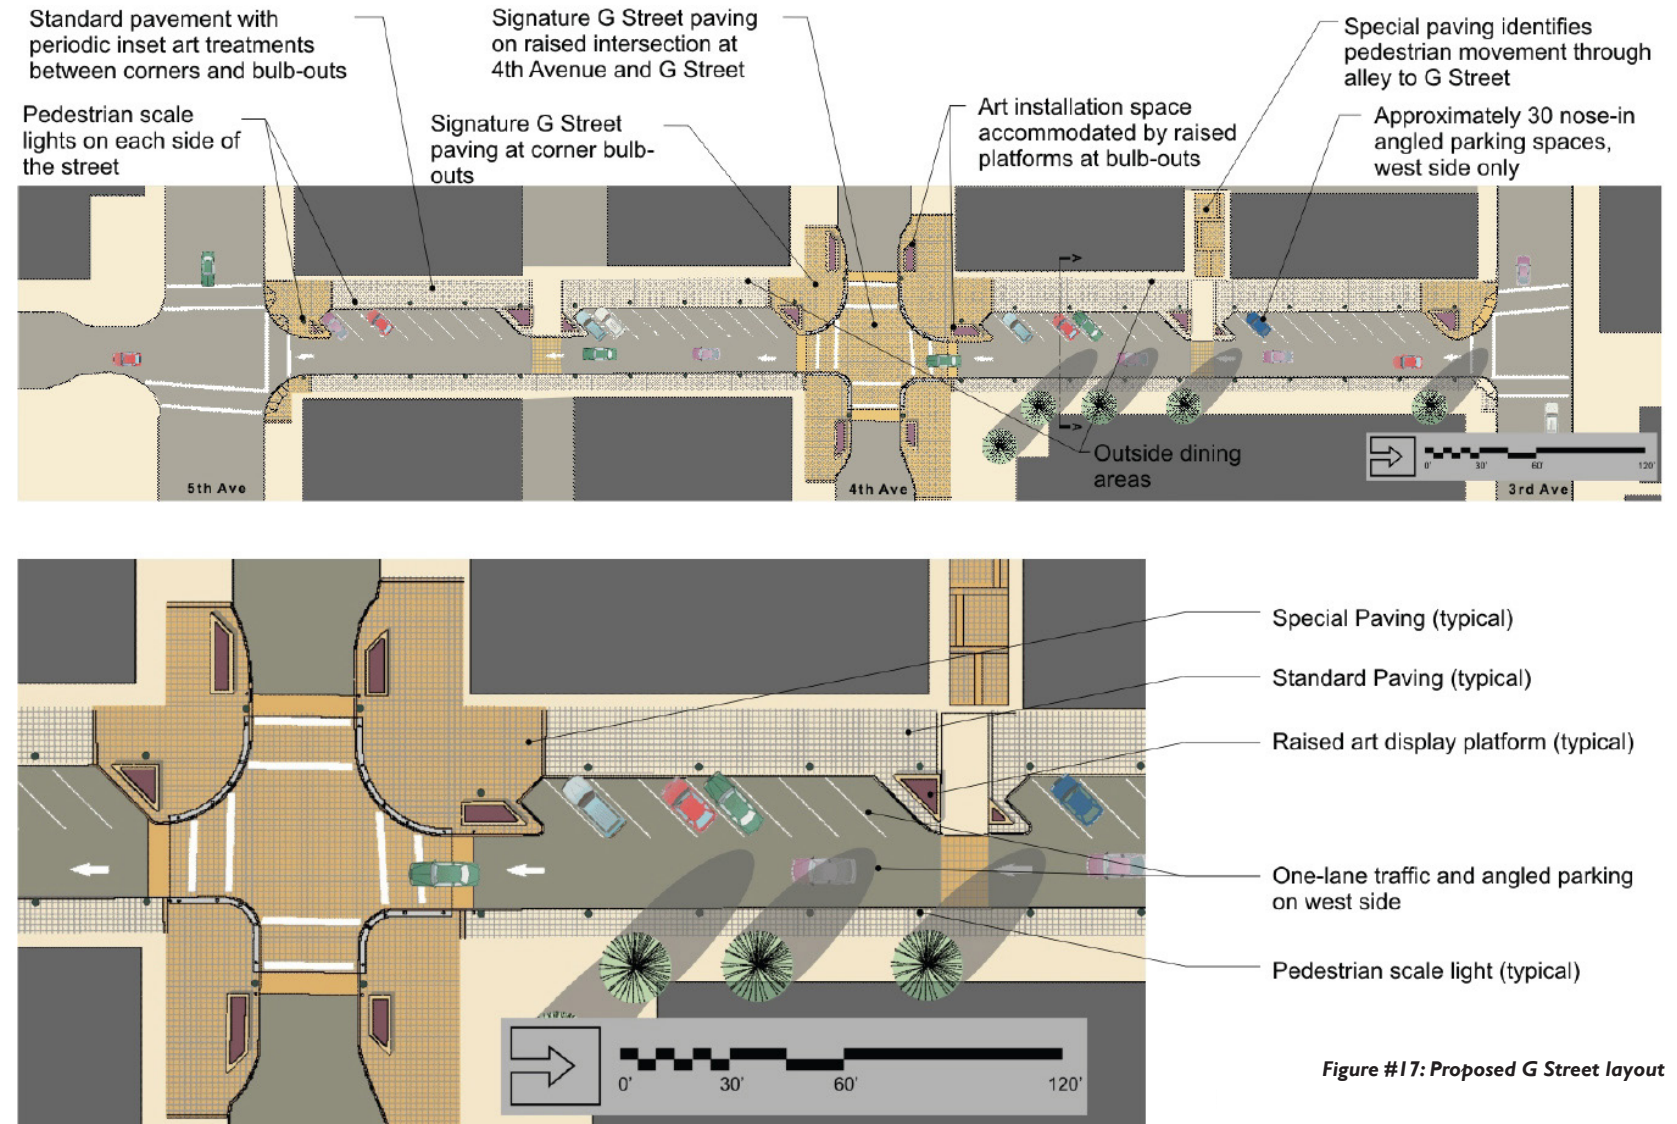 Standard pavement with
periodic inset art treatments
between corners and bulb-outs
Signature G Street paving
on raised intersection at
4th Avenue and G Street
Special paving identifies
pedestrian movement through
alley to G Street
Pedestrian scale
lights on each side of
the street
Signature G Street
paving at corner bulb-
outs
Art installation space
accommodated by raised
platforms at bulb-outs
Approximately 30 nose-in
angled parking spaces,
west side only
A
A
Outside dining
areas
0' 30' 60' 120'
5th Ave
4th Ave
3rd Ave
Special Paving (typical)
Standard Paving (typical)
Raised art display platform (typical)
One-lane traffic and angled parking
on west side
Pedestrian scale light (typical)
0' 30' 60' 120'
Figure #17: Proposed G Street layout